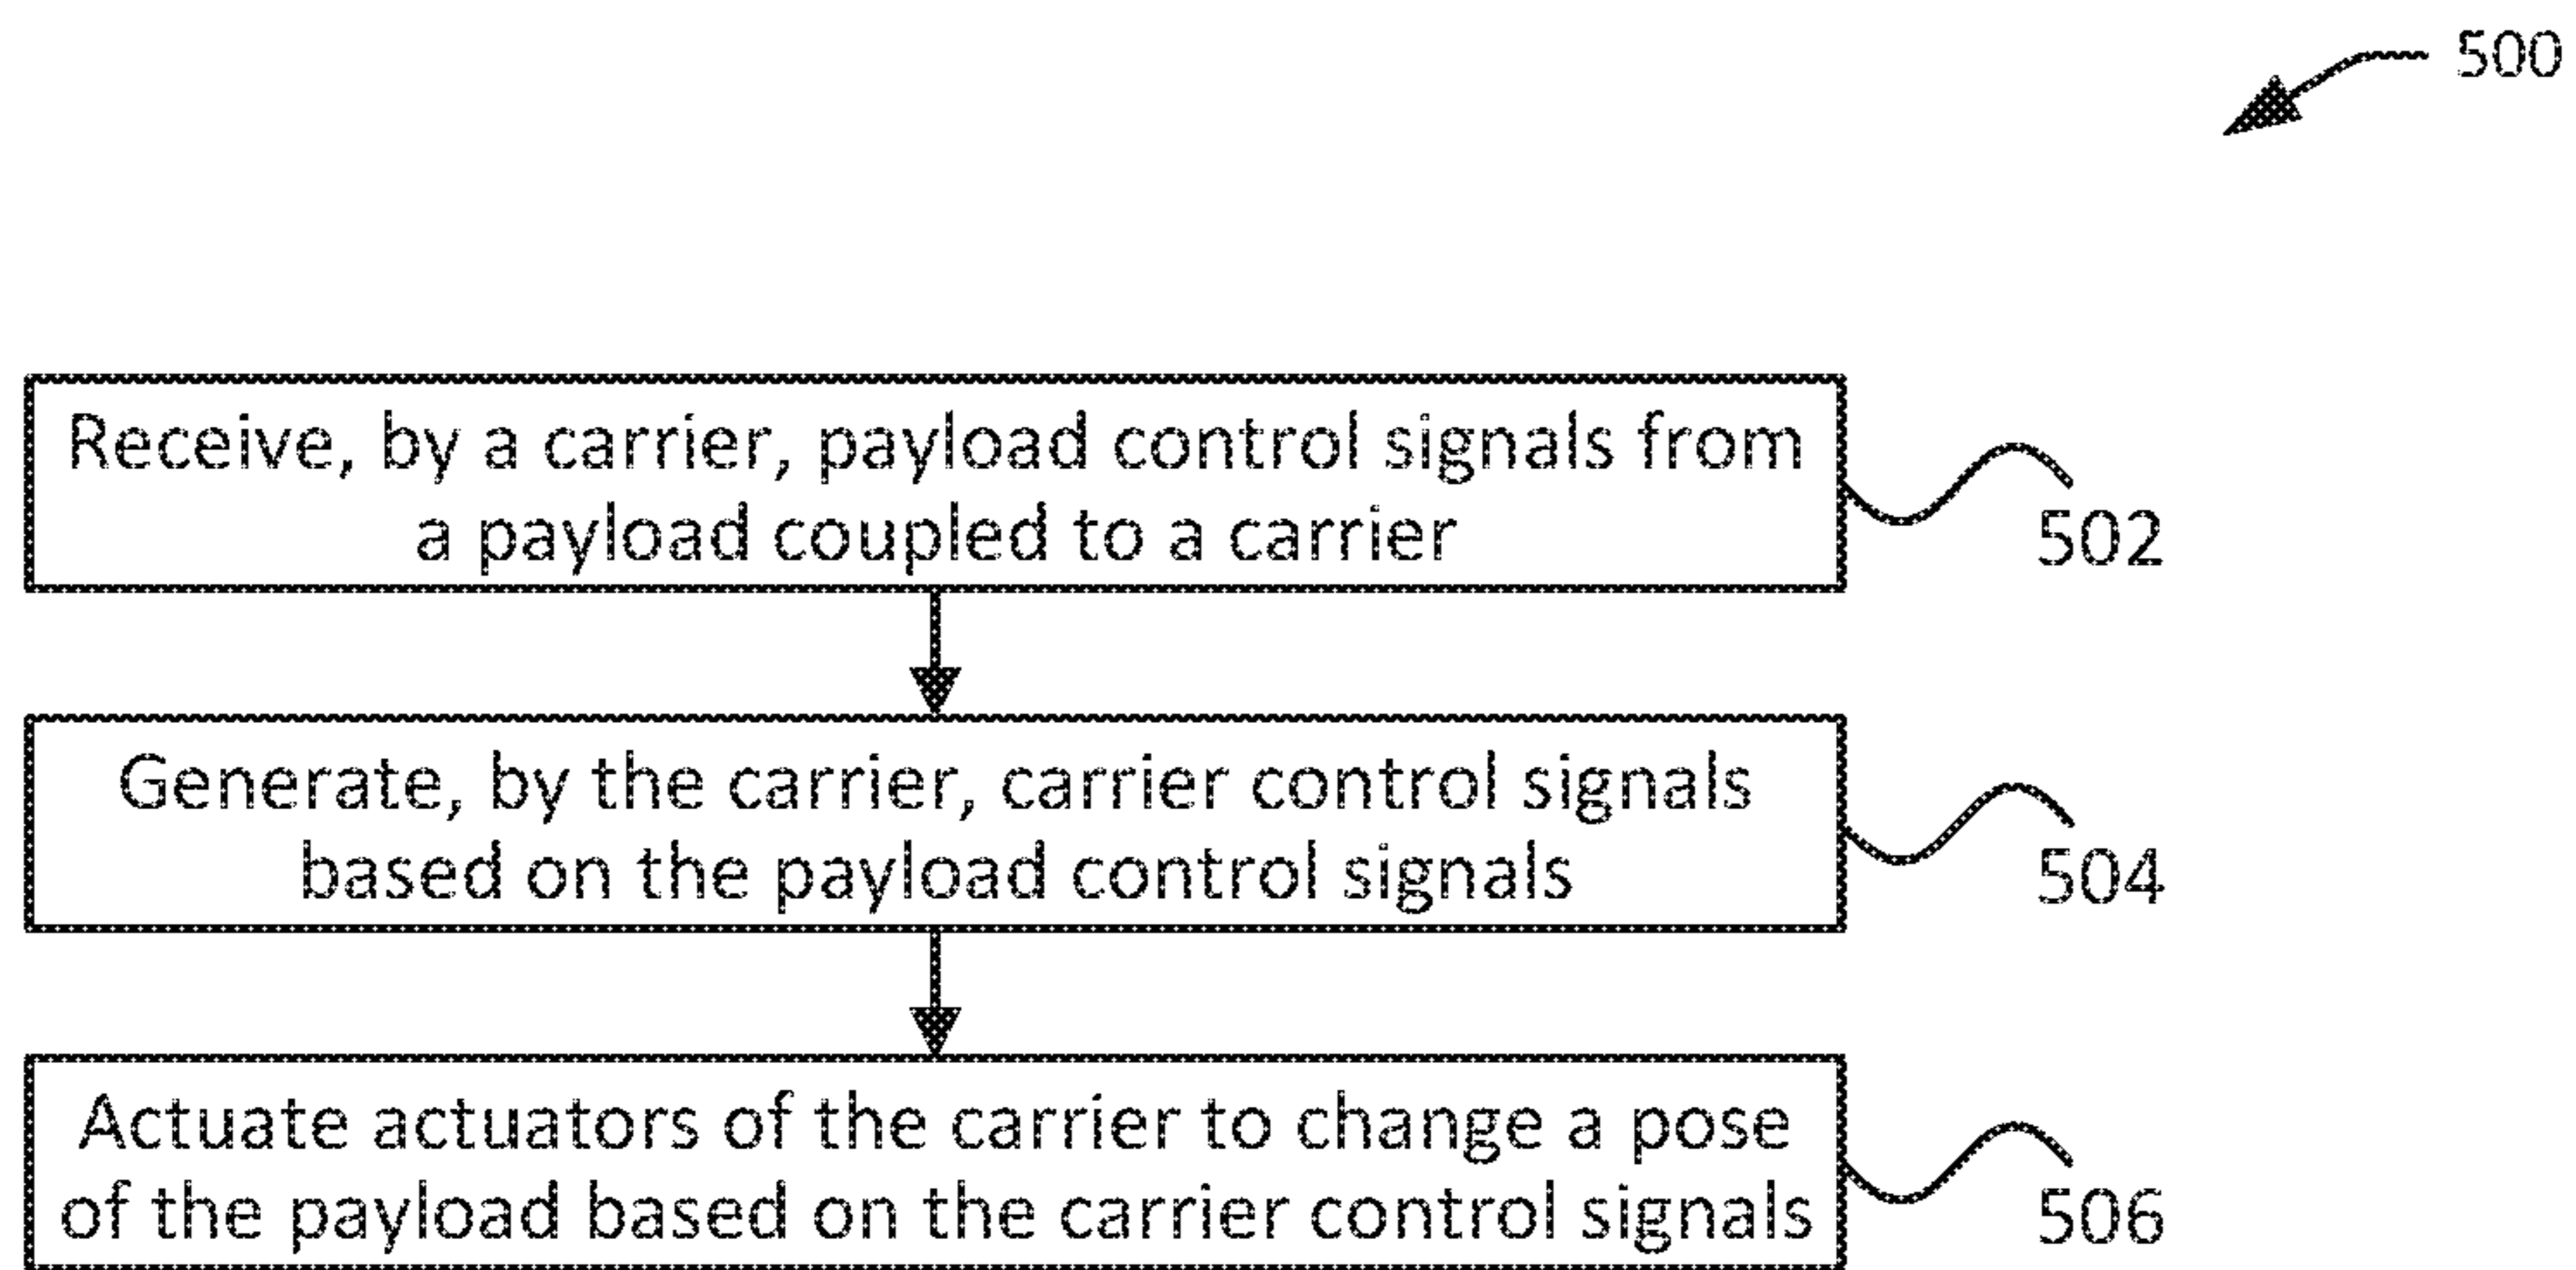 500
Receive, by a carrier, payload control signals from
a payload coupled to a carrier
502
Generate, by the carrier, carrier control signals
based on the payload control signals
504
Actuate actuators of the carrier to change a pose
of the payload based on the carrier control signals
506